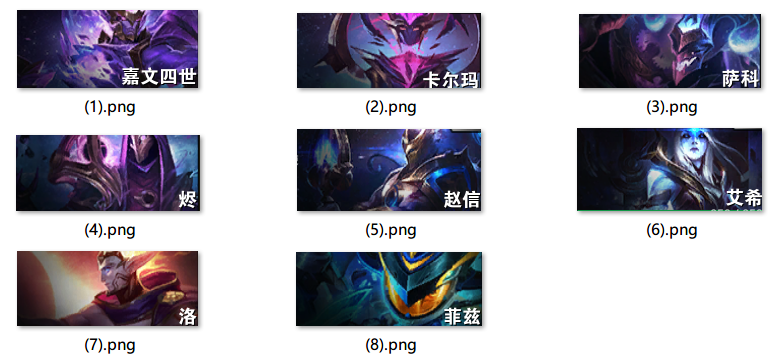 嘉文四世
卡尔玛
萨科
(1).png
(2).png
(3).png
烬
赵信
艾希
(4).png
(5).png
(6).png
洛
菲兹
(7).png
(8).png